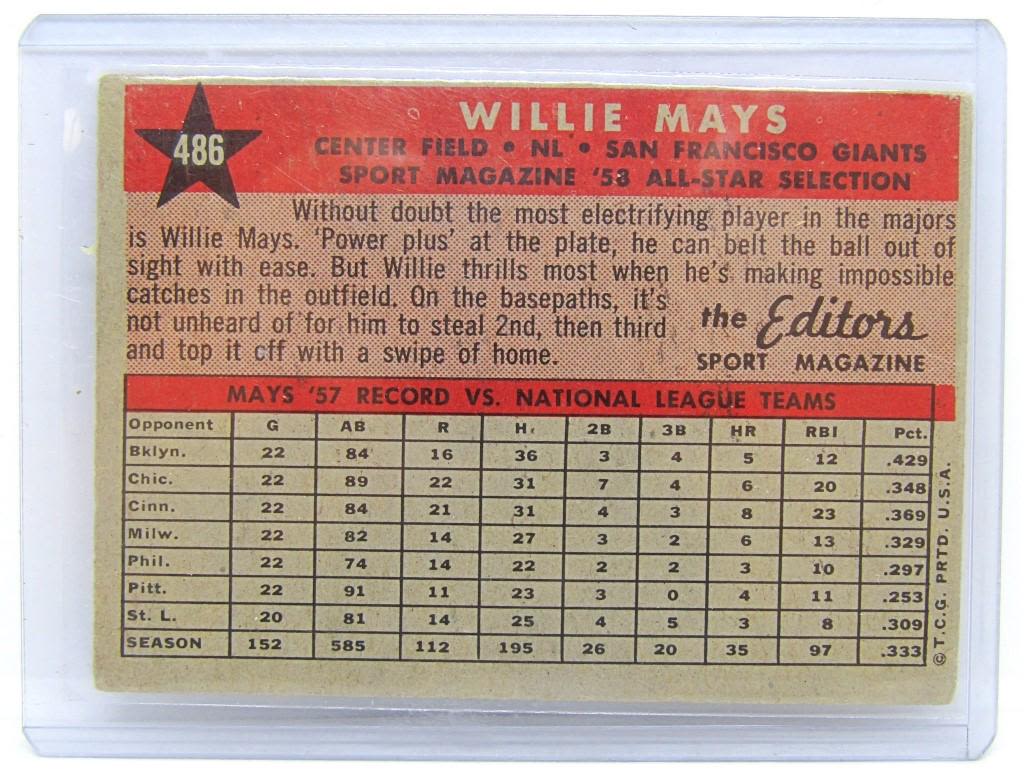 486
WILLIE MAYS
CENTER FIELD • NL • SAN FRANCISCO GIANTS
SPORT MAGAZINE '58 ALL-STAR SELECTION
Without doubt the most electrifying player in the majors
is Willie Mays. 'Power plus' at the plate, he can belt the ball out of
sight with ease. But Willie thrills most when he's making impossible
catches in the outfield. On the basepaths, it's
not unheard of for him to steal 2nd, then third
and top it off with a swipe of home.
the Editors
SPORT MAGAZINE
MAYS '57 RECORD VS. NATIONAL LEAGUE TEAMS
Opponent G AB R H 2B 3B HR RBI Pct.
Bklyn. 22 84 16 36 3 4 5 12 .429
Chic. 22 89 22 31 7 4 6 20 .348
Cinn. 22 84 21 31 4 3 8 23 .369
Milw. 22 82 14 27 3 2 6 13 .329
Phil. 22 74 14 22 2 2 3 10 .297
Pitt. 22 91 11 23 3 0 4 11 .253
St. L. 20 81 14 25 4 5 3 8 .309
SEASON 152 585 112 195 26 20 35 97 .333
© T.C.G. PRTD. U.S.A.